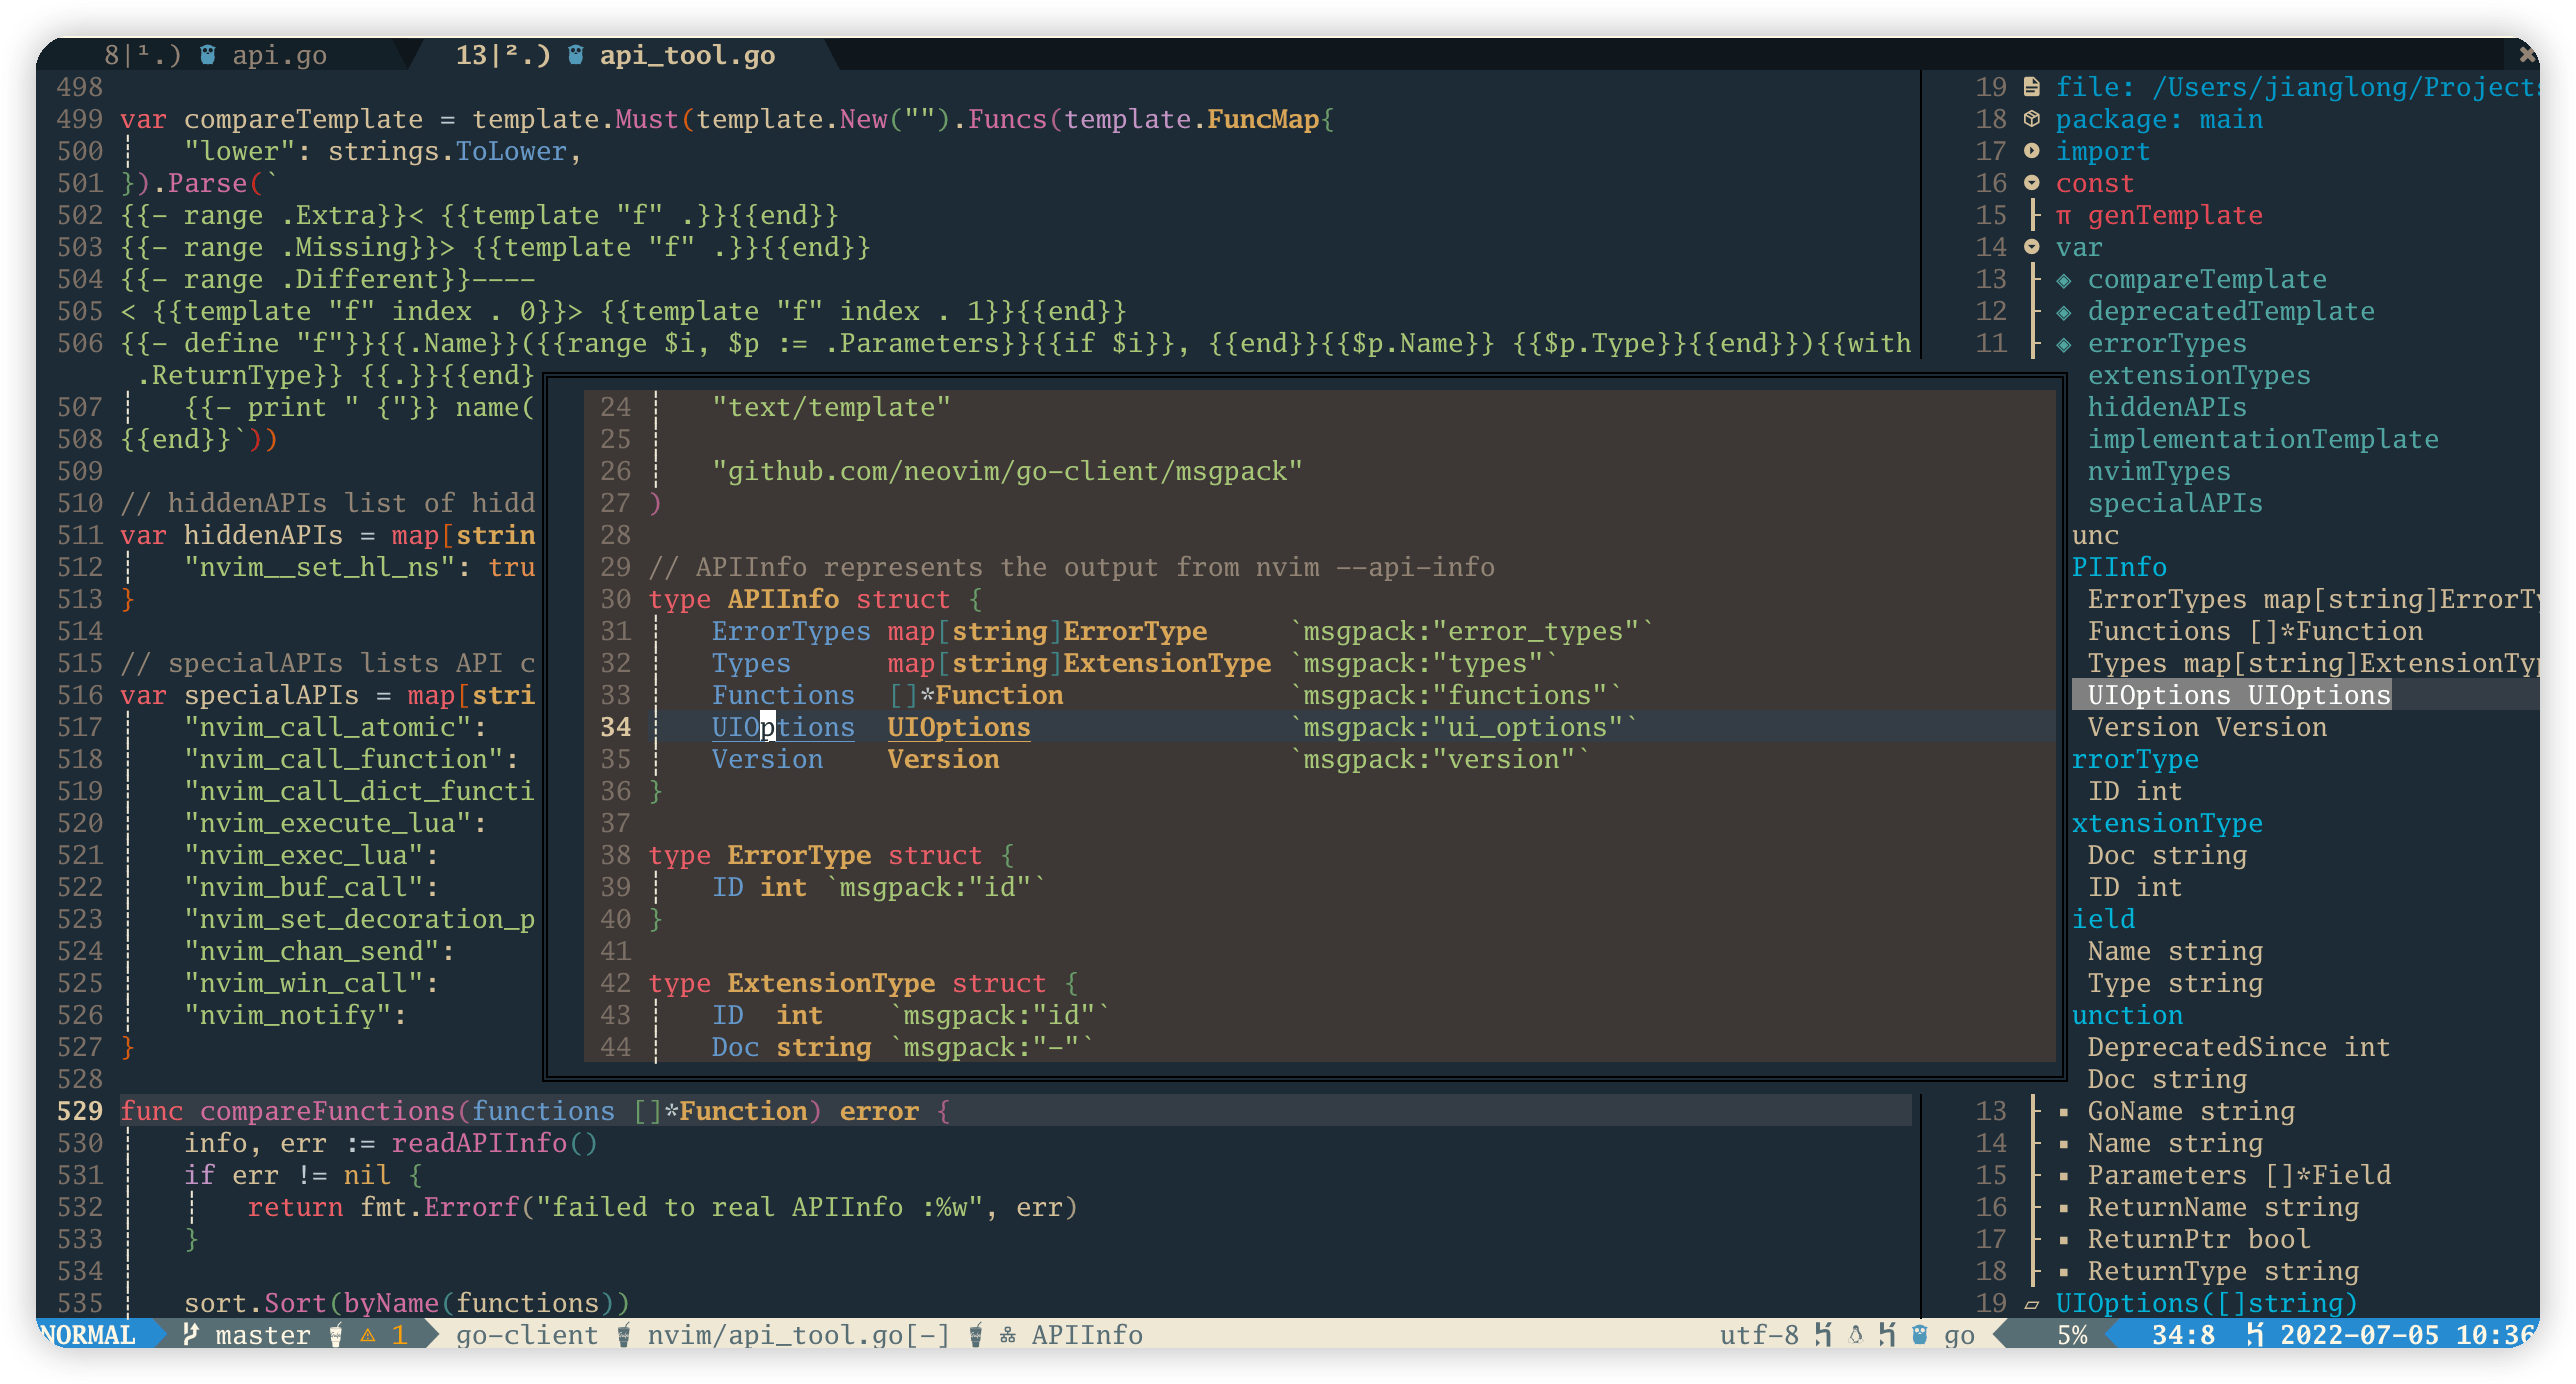 8|¹.) api.go 13|².) api_tool.go ✖
498
499 var compareTemplate = template.Must(template.New("").Funcs(template.FuncMap{
500 "lower": strings.ToLower,
501 }).Parse(`
502 {{- range .Extra}}< {{template "f" .}}{{end}}
503 {{- range .Missing}}> {{template "f" .}}{{end}}
504 {{- range .Different}}----
505 < {{template "f" index . 0}}> {{template "f" index . 1}}{{end}}
506 {{- define "f"}}{{.Name}}({{range $i, $p := .Parameters}}{{if $i}}, {{end}}{{$p.Name}} {{$p.Type}}{{end}}){{with
.ReturnType}} {{.}}{{end}
507 {{- print " {"}} name(
508 {{end}}`))
509
510 // hiddenAPIs list of hidd
511 var hiddenAPIs = map[strin
512 "nvim__set_hl_ns": tru
513 }
514
515 // specialAPIs lists API c
516 var specialAPIs = map[stri
517 "nvim_call_atomic":
518 "nvim_call_function":
519 "nvim_call_dict_functi
520 "nvim_execute_lua":
521 "nvim_exec_lua":
522 "nvim_buf_call":
523 "nvim_set_decoration_p
524 "nvim_chan_send":
525 "nvim_win_call":
526 "nvim_notify":
527 }
528
529 func compareFunctions(functions []*Function) error {
530 info, err := readAPIInfo()
531 if err != nil {
532 return fmt.Errorf("failed to real APIInfo :%w", err)
533 }
534
535 sort.Sort(byName(functions))
24 "text/template"
25
26 "github.com/neovim/go-client/msgpack"
27 )
28
29 // APIInfo represents the output from nvim --api-info
30 type APIInfo struct {
31 ErrorTypes map[string]ErrorType `msgpack:"error_types"`
32 Types map[string]ExtensionType `msgpack:"types"`
33 Functions []*Function `msgpack:"functions"`
34 UIOptions UIOptions `msgpack:"ui_options"`
35 Version Version `msgpack:"version"`
36 }
37
38 type ErrorType struct {
39 ID int `msgpack:"id"`
40 }
41
42 type ExtensionType struct {
43 ID int `msgpack:"id"`
44 Doc string `msgpack:"-"`
19 file: /Users/jianglong/Projects
18 package: main
17 import
16 const
15 π genTemplate
14 var
13 ◈ compareTemplate
12 ◈ deprecatedTemplate
11 ◈ errorTypes
extensionTypes
hiddenAPIs
implementationTemplate
nvimTypes
specialAPIs
unc
PIInfo
ErrorTypes map[string]ErrorTy
Functions []*Function
Types map[string]ExtensionTyp
UIOptions UIOptions
Version Version
rrorType
ID int
xtensionType
Doc string
ID int
ield
Name string
Type string
unction
DeprecatedSince int
Doc string
13 ▪ GoName string
14 ▪ Name string
15 ▪ Parameters []*Field
16 ▪ ReturnName string
17 ▪ ReturnPtr bool
18 ▪ ReturnType string
19 ▱ UIOptions([]string)
NORMAL master ⚠ 1 go-client nvim/api_tool.go[-] APIInfo utf-8 go 5% 34:8 2022-07-05 10:36